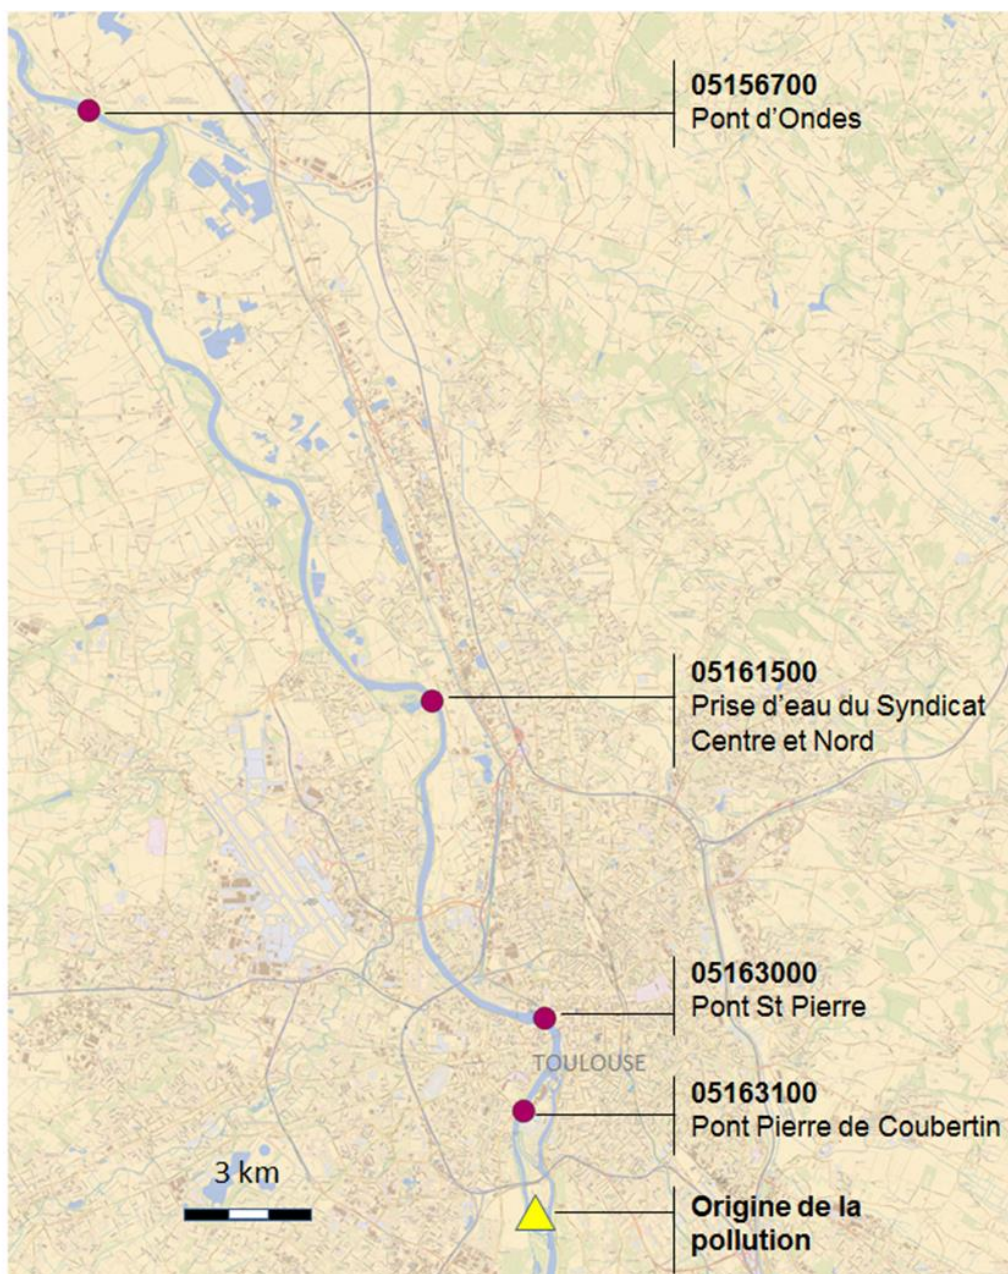 05156700
Pont d'Ondes
05161500
Prise d'eau du Syndicat
Centre et Nord
05163000
Pont St Pierre
TOULOUSE
05163100
Pont Pierre de Coubertin
3 km
Origine de la
pollution